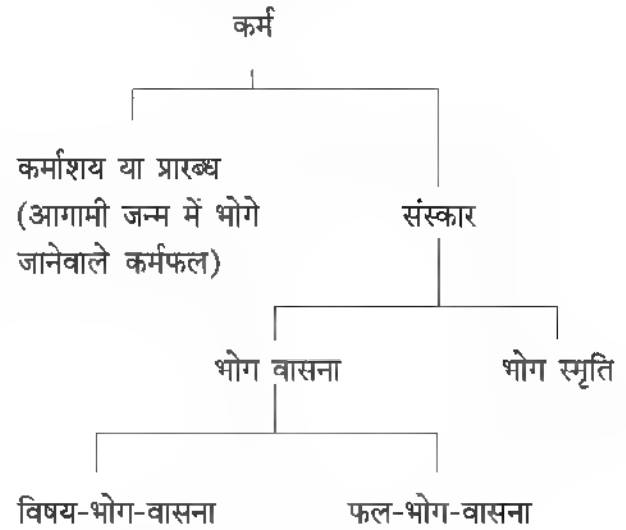 कर्म
कर्माशय या प्रारब्ध
(आगामी जन्म में भोगे
जानेवाले कर्मफल)
संस्कार
भोग वासना
भोग स्मृति
विषय-भोग-वासना
फल-भोग-वासना